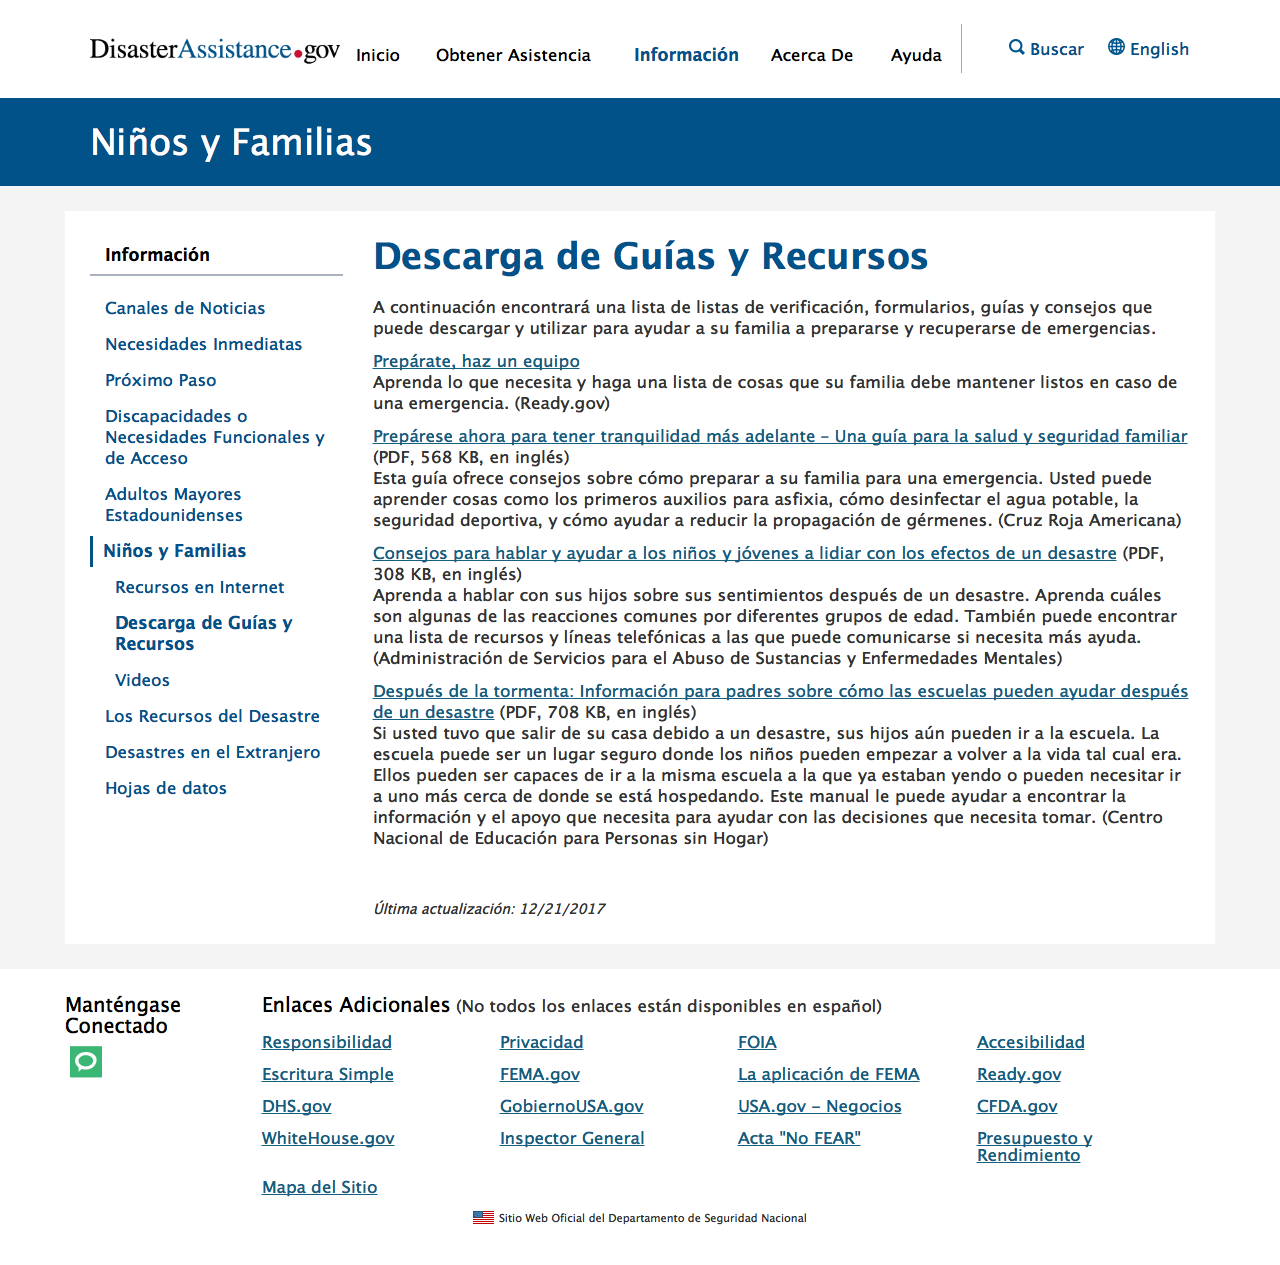 DisasterAssistance.gov
Inicio
Obtener Asistencia
Información
Acerca De
Ayuda
Buscar
English
Niños y Familias
Información
Canales de Noticias
Necesidades Inmediatas
Próximo Paso
Discapacidades o
Necesidades Funcionales y
de Acceso
Adultos Mayores
Estadounidenses
Niños y Familias
Recursos en Internet
Descarga de Guías y
Recursos
Videos
Los Recursos del Desastre
Desastres en el Extranjero
Hojas de datos
Descarga de Guías y Recursos
A continuación encontrará una lista de listas de verificación, formularios, guías y consejos que
puede descargar y utilizar para ayudar a su familia a prepararse y recuperarse de emergencias.
Prepárate, haz un equipo
Aprenda lo que necesita y haga una lista de cosas que su familia debe mantener listos en caso de
una emergencia. (Ready.gov)
Prepárese ahora para tener tranquilidad más adelante – Una guía para la salud y seguridad familiar
(PDF, 568 KB, en inglés)
Esta guía ofrece consejos sobre cómo preparar a su familia para una emergencia. Usted puede
aprender cosas como los primeros auxilios para asfixia, cómo desinfectar el agua potable, la
seguridad deportiva, y cómo ayudar a reducir la propagación de gérmenes. (Cruz Roja Americana)
Consejos para hablar y ayudar a los niños y jóvenes a lidiar con los efectos de un desastre (PDF,
308 KB, en inglés)
Aprenda a hablar con sus hijos sobre sus sentimientos después de un desastre. Aprenda cuáles
son algunas de las reacciones comunes por diferentes grupos de edad. También puede encontrar
una lista de recursos y líneas telefónicas a las que puede comunicarse si necesita más ayuda.
(Administración de Servicios para el Abuso de Sustancias y Enfermedades Mentales)
Después de la tormenta: Información para padres sobre cómo las escuelas pueden ayudar después
de un desastre (PDF, 708 KB, en inglés)
Si usted tuvo que salir de su casa debido a un desastre, sus hijos aún pueden ir a la escuela. La
escuela puede ser un lugar seguro donde los niños pueden empezar a volver a la vida tal cual era.
Ellos pueden ser capaces de ir a la misma escuela a la que ya estaban yendo o pueden necesitar ir
a uno más cerca de donde se está hospedando. Este manual le puede ayudar a encontrar la
información y el apoyo que necesita para ayudar con las decisiones que necesita tomar. (Centro
Nacional de Educación para Personas sin Hogar)
Última actualización: 12/21/2017
Manténgase
Conectado
Enlaces Adicionales (No todos los enlaces están disponibles en español)
Responsibilidad
Privacidad
FOIA
Accesibilidad
Escritura Simple
FEMA.gov
La aplicación de FEMA
Ready.gov
DHS.gov
GobiernoUSA.gov
USA.gov – Negocios
CFDA.gov
WhiteHouse.gov
Inspector General
Acta "No FEAR"
Presupuesto y
Rendimiento
Mapa del Sitio
Sitio Web Oficial del Departamento de Seguridad Nacional